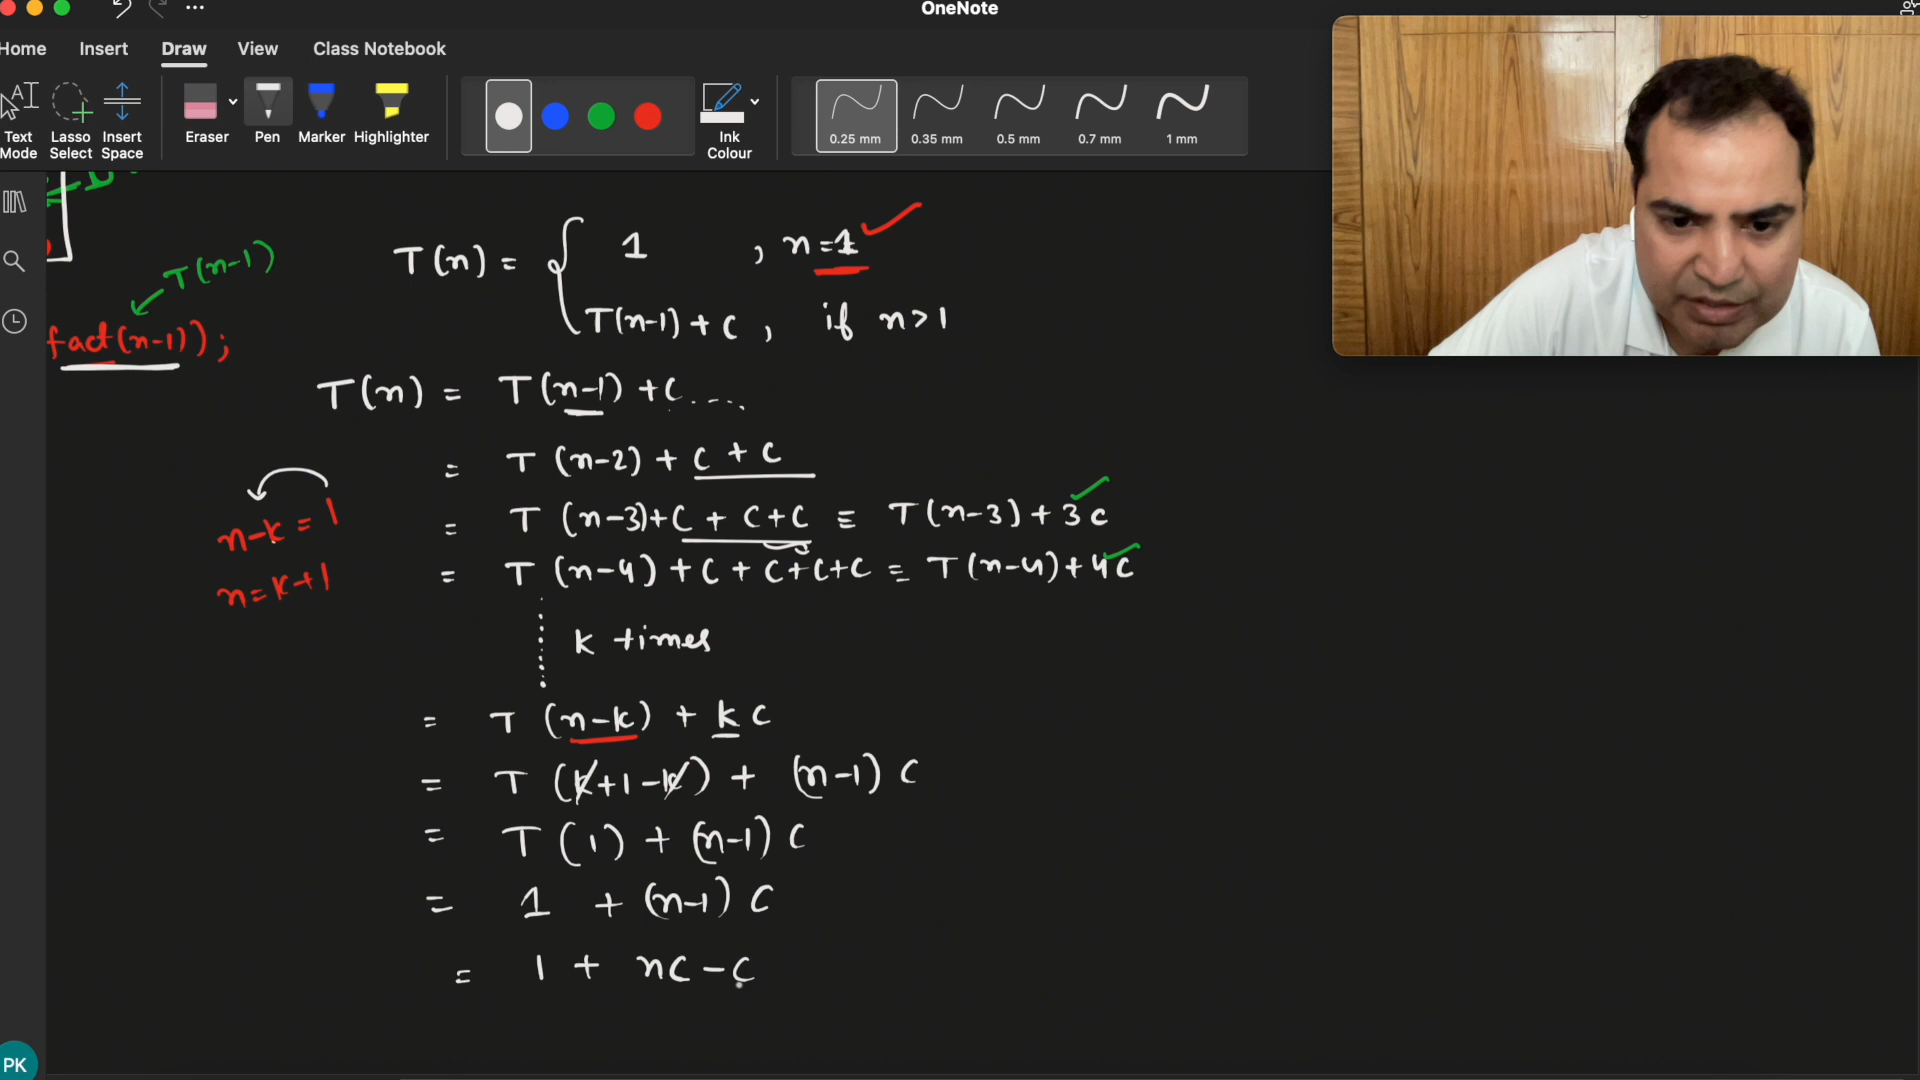 OneNote
Home Insert Draw View Class Notebook
Text Mode
Lasso Select
Insert Space
Eraser
Pen
Marker
Highlighter
Ink Colour
0.25 mm 0.35 mm 0.5 mm 0.7 mm 1 mm
T(n-1)
fact(n-1));
T(n) = { 1 , n=1
T(n-1) + C , if n>1
T(n) = T(n-1) + C ....
= T(n-2) + C + C
= T(n-3) + C + C + C ≡ T(n-3) + 3C
= T(n-4) + C + C + C + C ≡ T(n-4) + 4C
n-k = 1
n = k+1
k times
= T(n-k) + kC
= T(k+1-k) + (n-1) C
= T(1) + (n-1) C
= 1 + (n-1) C
= 1 + nC - C
PK